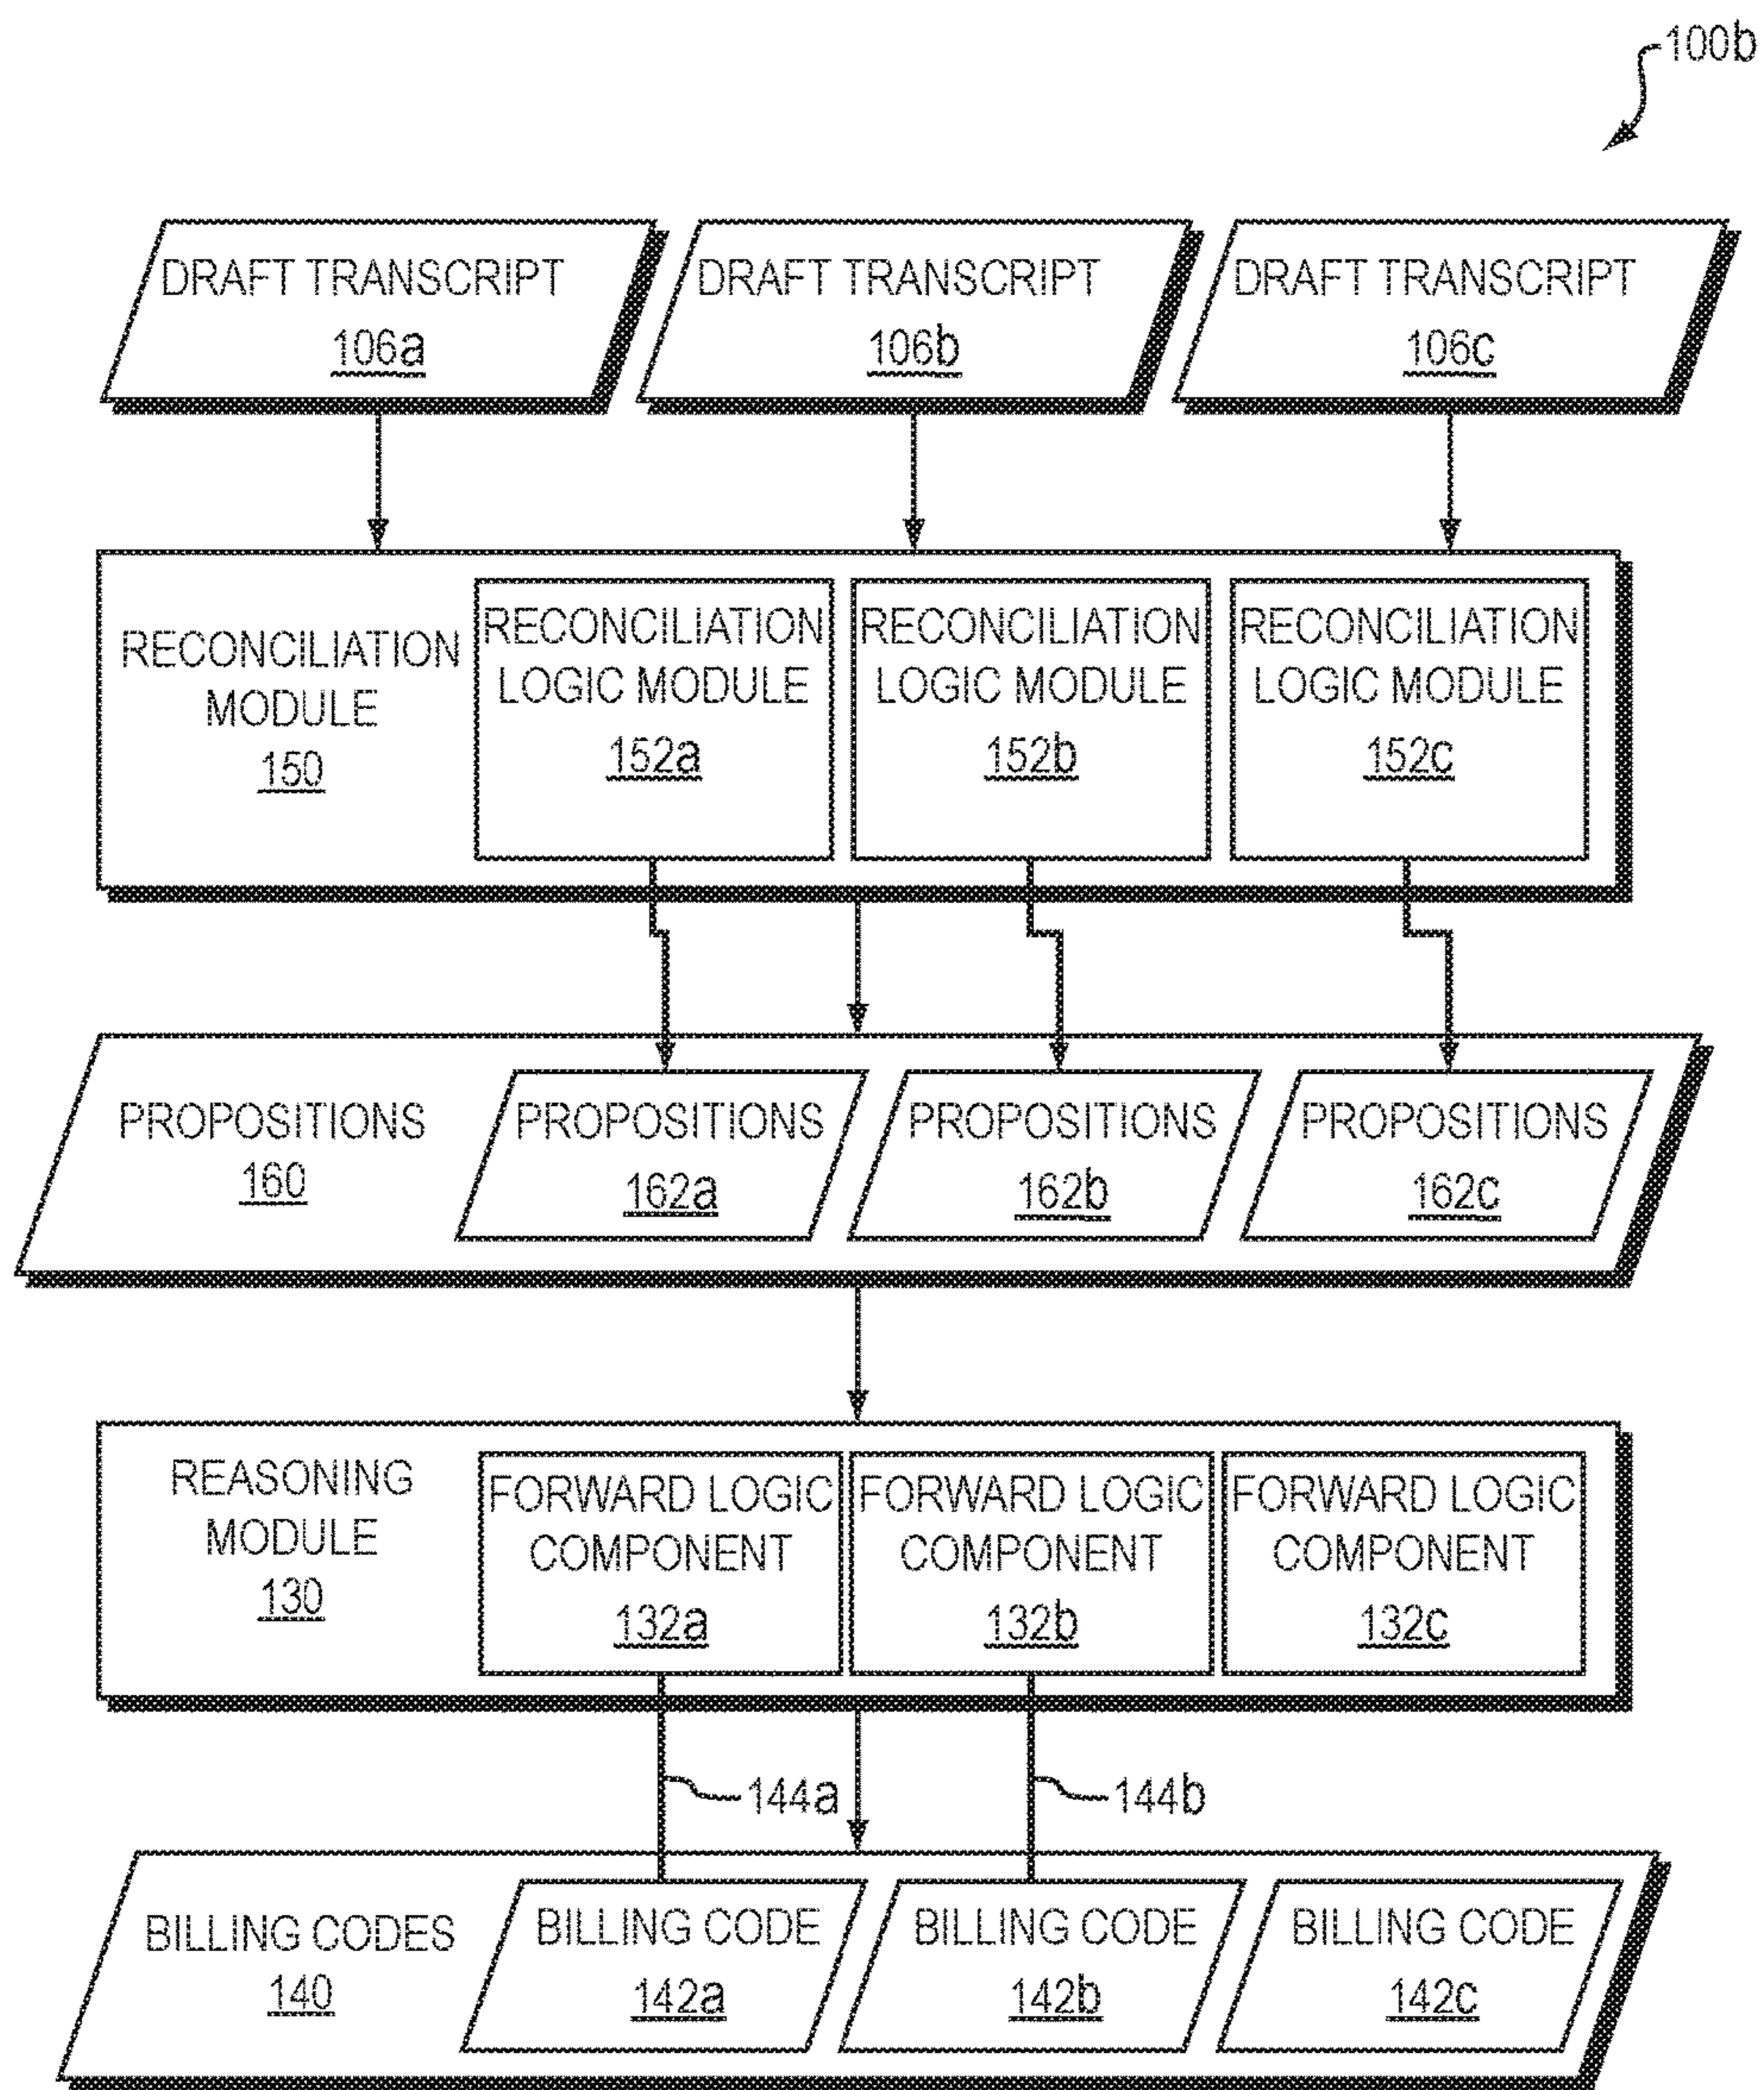 100b
DRAFT TRANSCRIPT
106a
DRAFT TRANSCRIPT
106b
DRAFT TRANSCRIPT
106c
RECONCILIATION
MODULE
150
RECONCILIATION
LOGIC MODULE
152a
RECONCILIATION
LOGIC MODULE
152b
RECONCILIATION
LOGIC MODULE
152c
PROPOSITIONS
160
PROPOSITIONS
162a
PROPOSITIONS
162b
PROPOSITIONS
162c
REASONING
MODULE
130
FORWARD LOGIC
COMPONENT
132a
FORWARD LOGIC
COMPONENT
132b
FORWARD LOGIC
COMPONENT
132c
144a
144b
BILLING CODES
140
BILLING CODE
142a
BILLING CODE
142b
BILLING CODE
142c